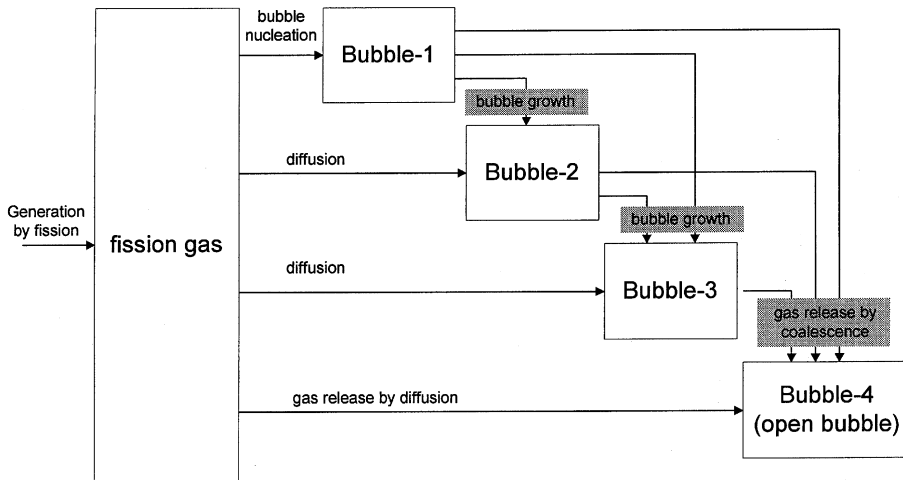 bubble
nucleation
Bubble-1
bubble growth
diffusion
Bubble-2
Generation
by fission
fission gas
bubble growth
diffusion
Bubble-3
gas release by
coalescence
gas release by diffusion
Bubble-4
(open bubble)